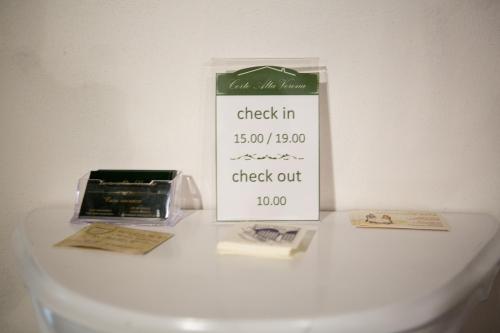 Corte Alta Verona
check in
15.00 / 19.00
check out
10.00